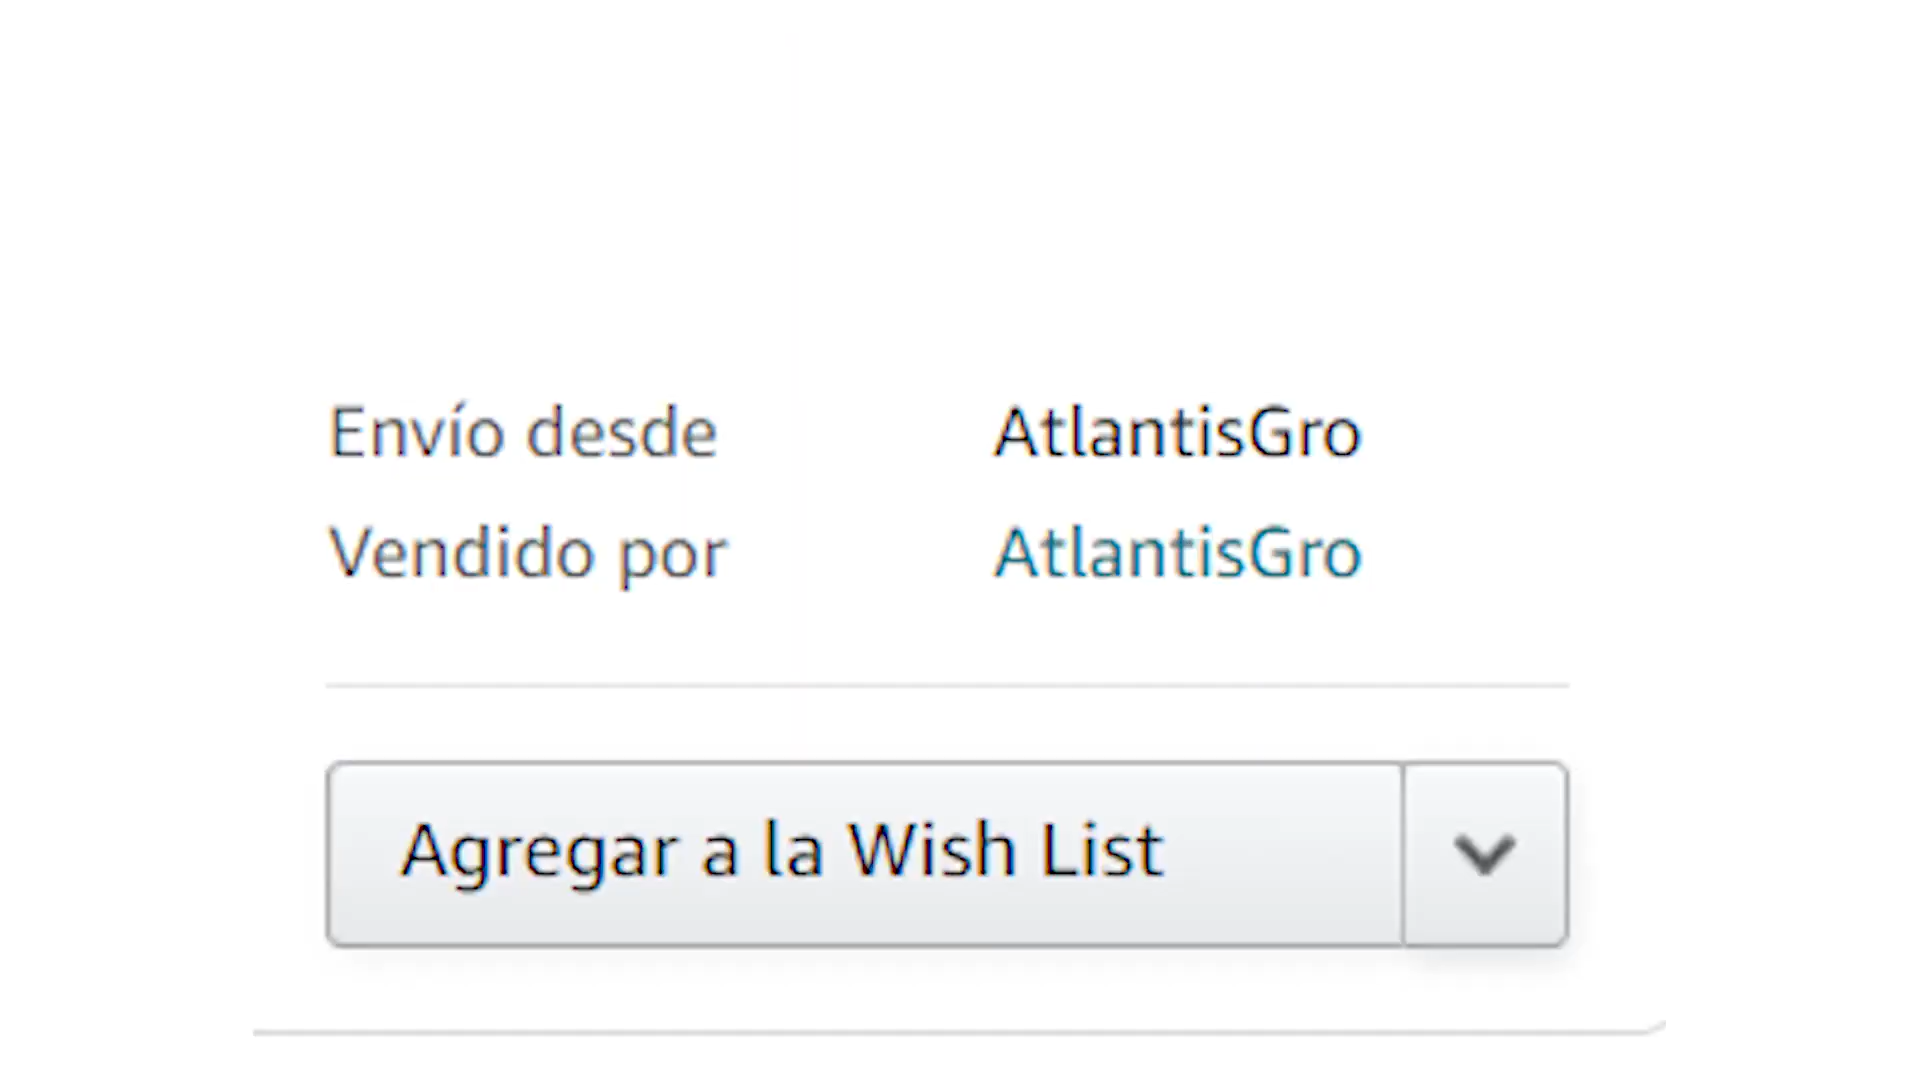 Envío desde AtlantisGro
Vendido por AtlantisGro
Agregar a la Wish List